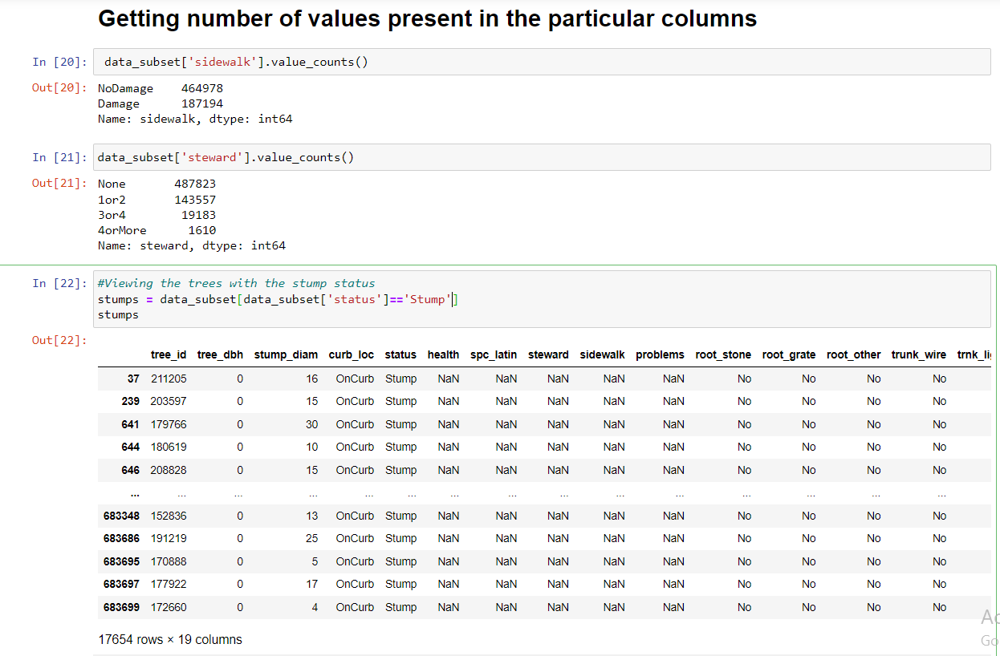 Getting number of values present in the particular columns
In [20]: data_subset['sidewalk'].value_counts()
Out[20]: NoDamage 464978
Damage 187194
Name: sidewalk, dtype: int64
In [21]: data_subset['steward'].value_counts()
Out[21]: None 487823
1or2 143557
3or4 19183
4orMore 1610
Name: steward, dtype: int64
In [22]: #Viewing the trees with the stump status
stumps = data_subset[data_subset['status']=='Stump']
stumps
Out[22]:
tree_id tree_dbh stump_diam curb_loc status health spc_latin steward sidewalk problems root_stone root_grate root_other trunk_wire trnk_li
37 211205 0 16 OnCurb Stump NaN NaN NaN NaN NaN No No No No
239 203597 0 15 OnCurb Stump NaN NaN NaN NaN NaN No No No No
641 179766 0 30 OnCurb Stump NaN NaN NaN NaN NaN No No No No
644 180619 0 10 OnCurb Stump NaN NaN NaN NaN NaN No No No No
646 208828 0 15 OnCurb Stump NaN NaN NaN NaN NaN No No No No
... ... ... ... ... ... ... ... ... ... ... ... ... ... ...
683348 152836 0 13 OnCurb Stump NaN NaN NaN NaN NaN No No No No
683686 191219 0 25 OnCurb Stump NaN NaN NaN NaN NaN No No No No
683695 170888 0 5 OnCurb Stump NaN NaN NaN NaN NaN No No No No
683697 177922 0 17 OnCurb Stump NaN NaN NaN NaN NaN No No No No
683699 172660 0 4 OnCurb Stump NaN NaN NaN NaN NaN No No No No
17654 rows × 19 columns